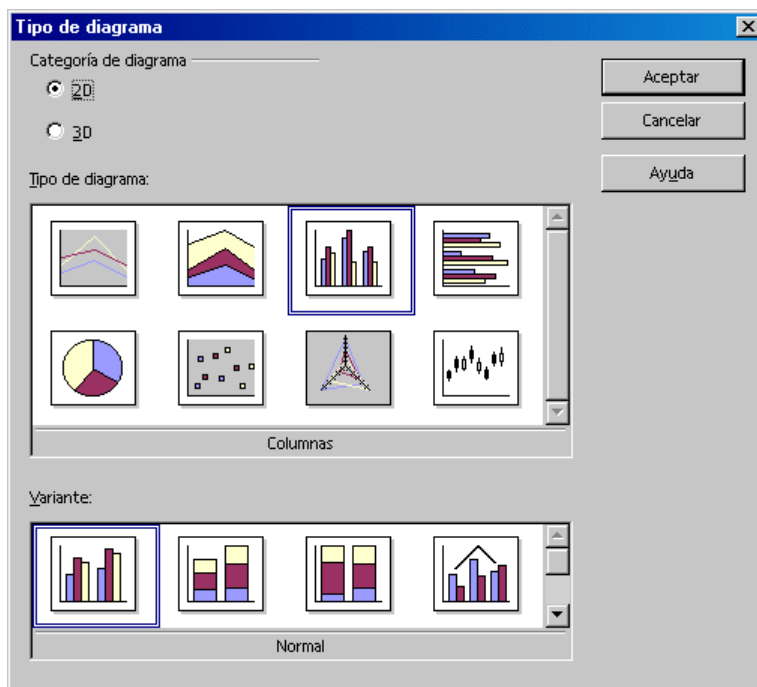 Tipo de diagrama
Categoría de diagrama
2D
3D
Aceptar
Cancelar
Ayuda
Tipo de diagrama:
Columnas
Variante:
Normal